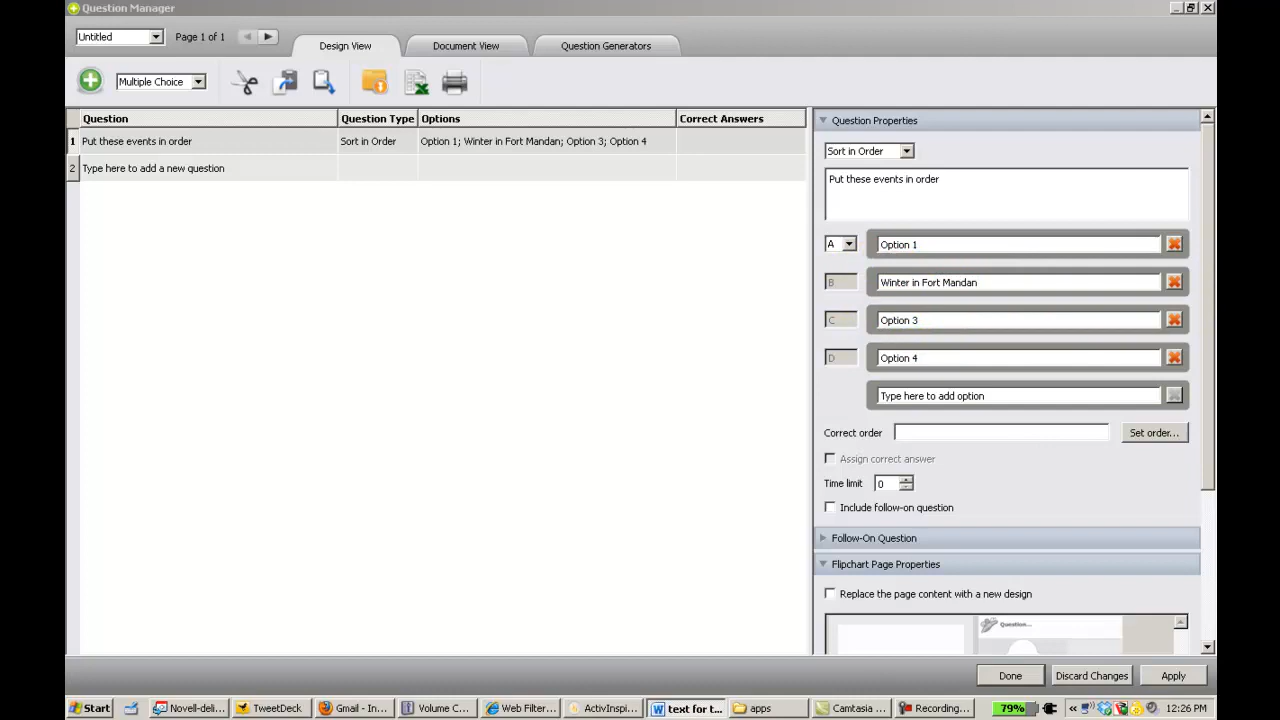 Question Manager
Untitled Page 1 of 1 Design View Document View Question Generators
Multiple Choice
Question Question Type Options Correct Answers
1 Put these events in order Sort in Order Option 1; Winter in Fort Mandan; Option 3; Option 4
2 Type here to add a new question
Question Properties
Sort in Order
Put these events in order
A Option 1
B Winter in Fort Mandan
C Option 3
D Option 4
Type here to add option
Correct order Set order...
Assign correct answer
Time limit 0
Include follow-on question
Follow-On Question
Flipchart Page Properties
Replace the page content with a new design
Question...
Done Discard Changes Apply
Start Novell-deli... TweetDeck Gmail - In... Volume C... Web Filter... ActivInspi... text for t... apps Camtasia ... Recording... 79% « 12:26 PM